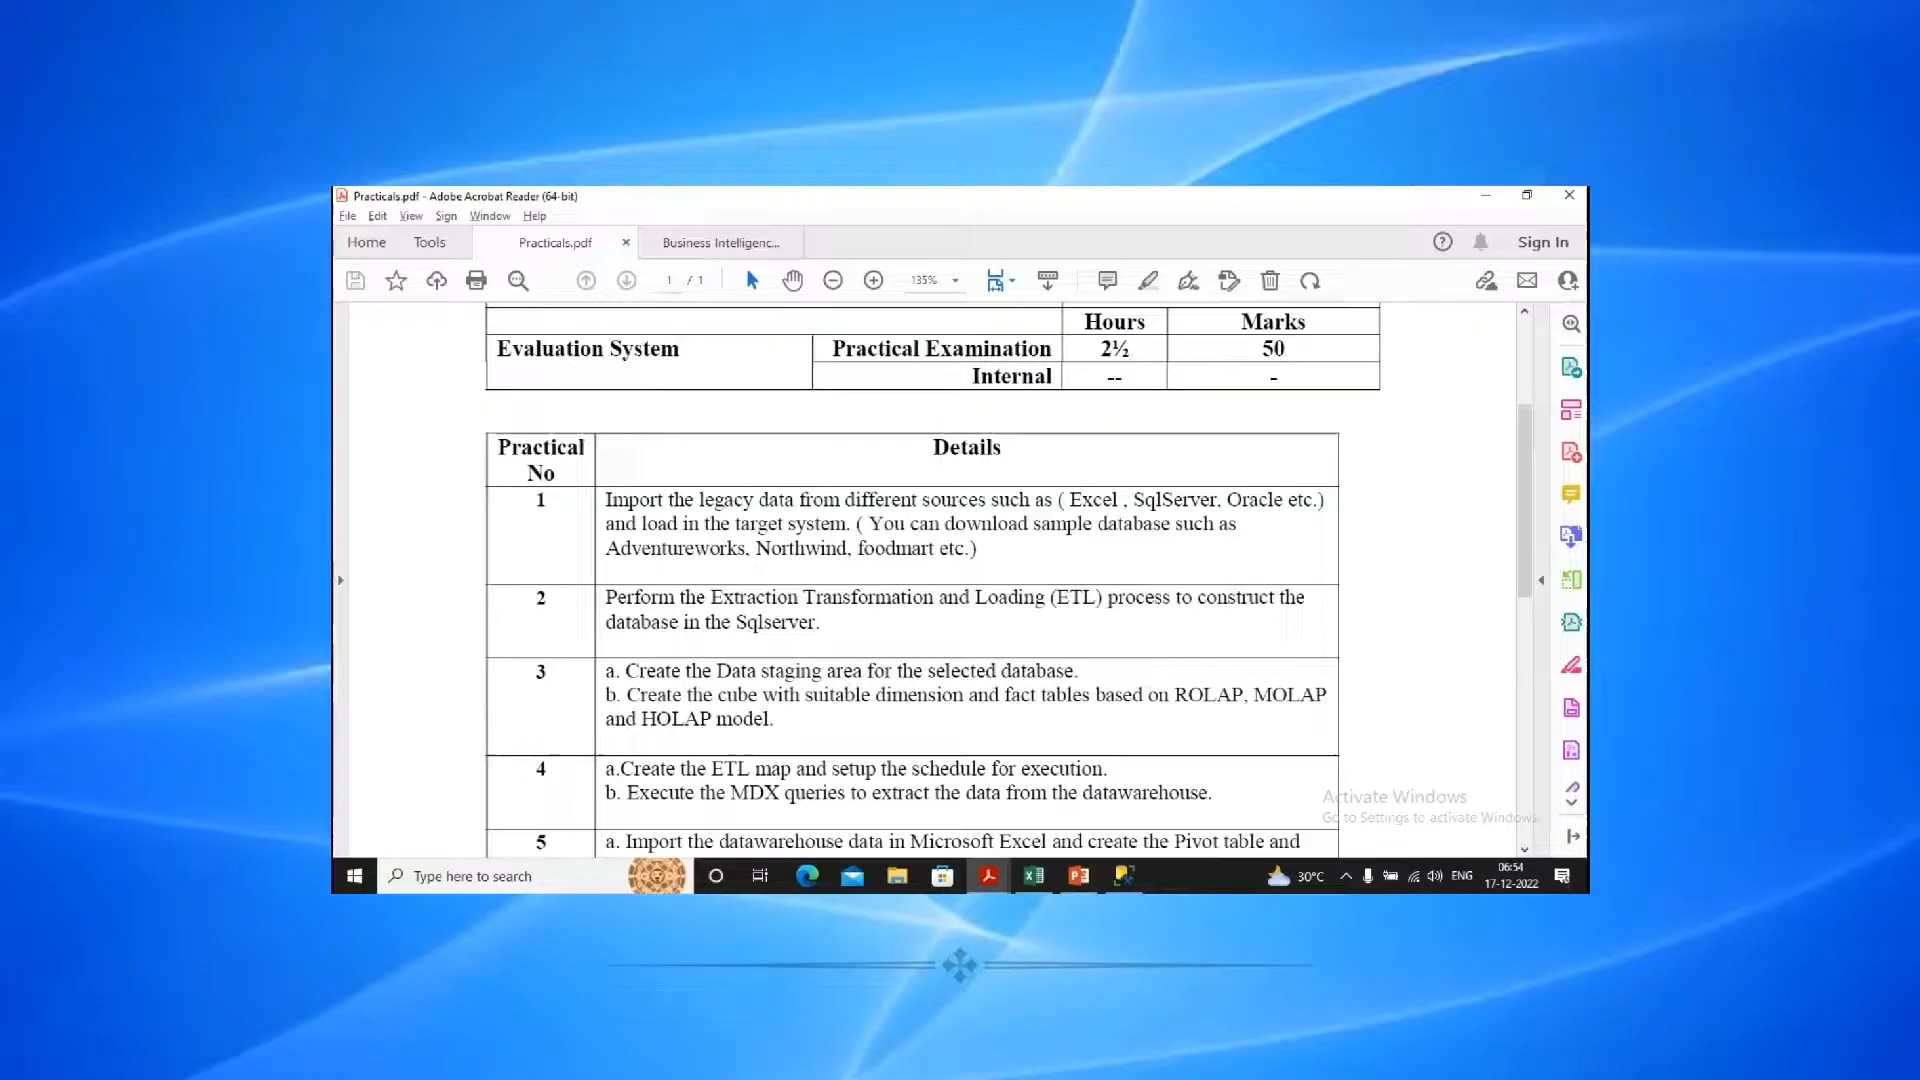 Practicals.pdf - Adobe Acrobat Reader (64-bit)
File Edit View Sign Window Help
Home Tools Practicals.pdf × Business Intelligenc... Sign In
1 / 1 135%
Hours Marks
Evaluation System Practical Examination 2½ 50
Internal -- -
Practical Details
No
1 Import the legacy data from different sources such as ( Excel , SqlServer, Oracle etc.)
and load in the target system. ( You can download sample database such as
Adventureworks, Northwind, foodmart etc.)
2 Perform the Extraction Transformation and Loading (ETL) process to construct the
database in the Sqlserver.
3 a. Create the Data staging area for the selected database.
b. Create the cube with suitable dimension and fact tables based on ROLAP, MOLAP
and HOLAP model.
4 a.Create the ETL map and setup the schedule for execution.
b. Execute the MDX queries to extract the data from the datawarehouse.
Activate Windows
Go to Settings to activate Windows.
5 a. Import the datawarehouse data in Microsoft Excel and create the Pivot table and
Type here to search 30°C ENG 06:54
17-12-2022